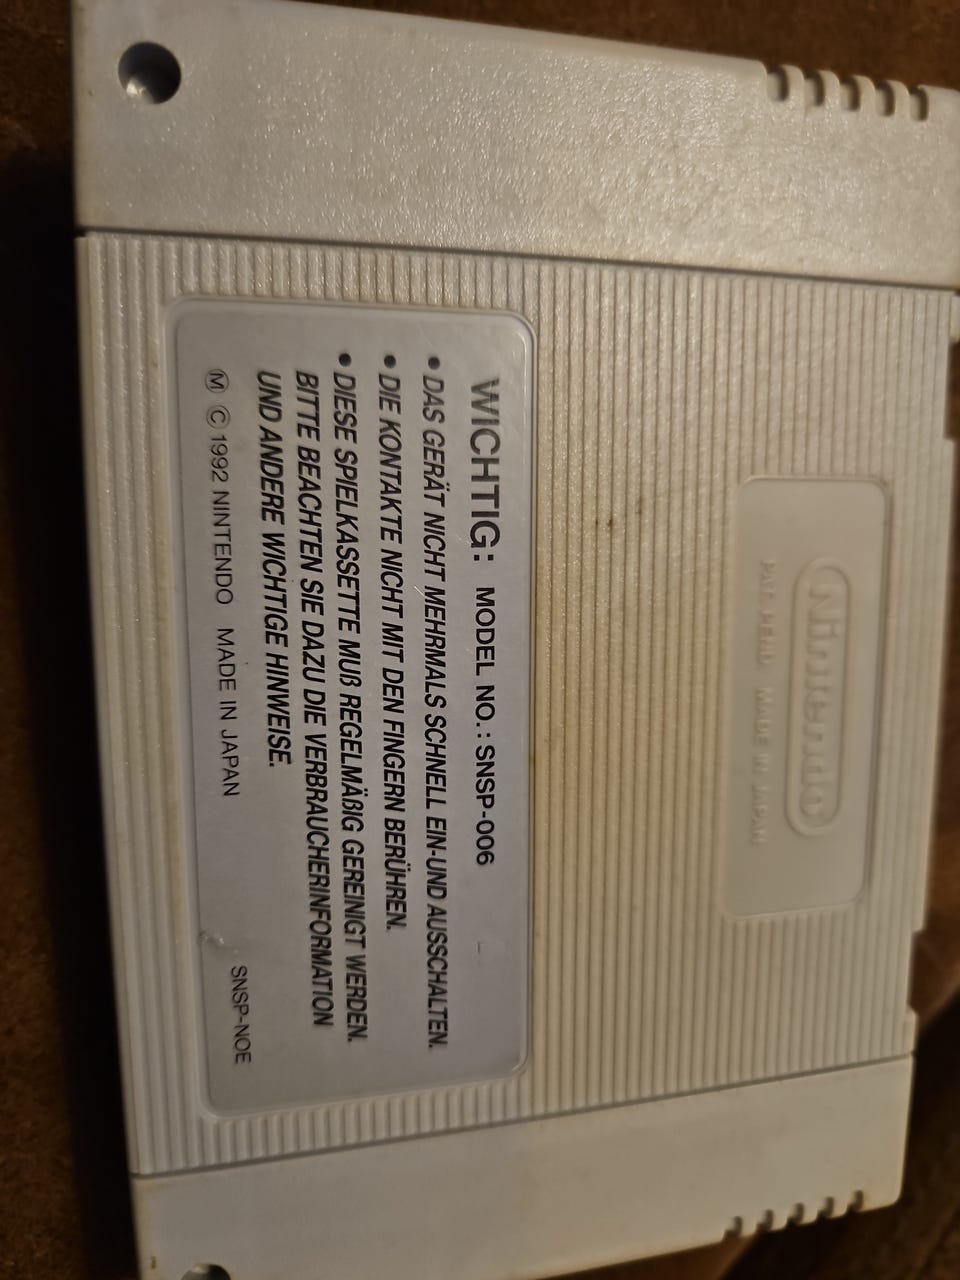 Nintendo
PAT. PEND. MADE IN JAPAN
WICHTIG: MODEL NO.: SNSP-006
• DAS GERÄT NICHT MEHRMALS SCHNELL EIN-UND AUSSCHALTEN.
• DIE KONTAKTE NICHT MIT DEN FINGERN BERÜHREN.
• DIESE SPIELKASSETTE MUß REGELMÄßIG GEREINIGT WERDEN.
BITTE BEACHTEN SIE DAZU DIE VERBRAUCHERINFORMATION
UND ANDERE WICHTIGE HINWEISE.
Ⓜ © 1992 NINTENDO MADE IN JAPAN SNSP-NOE